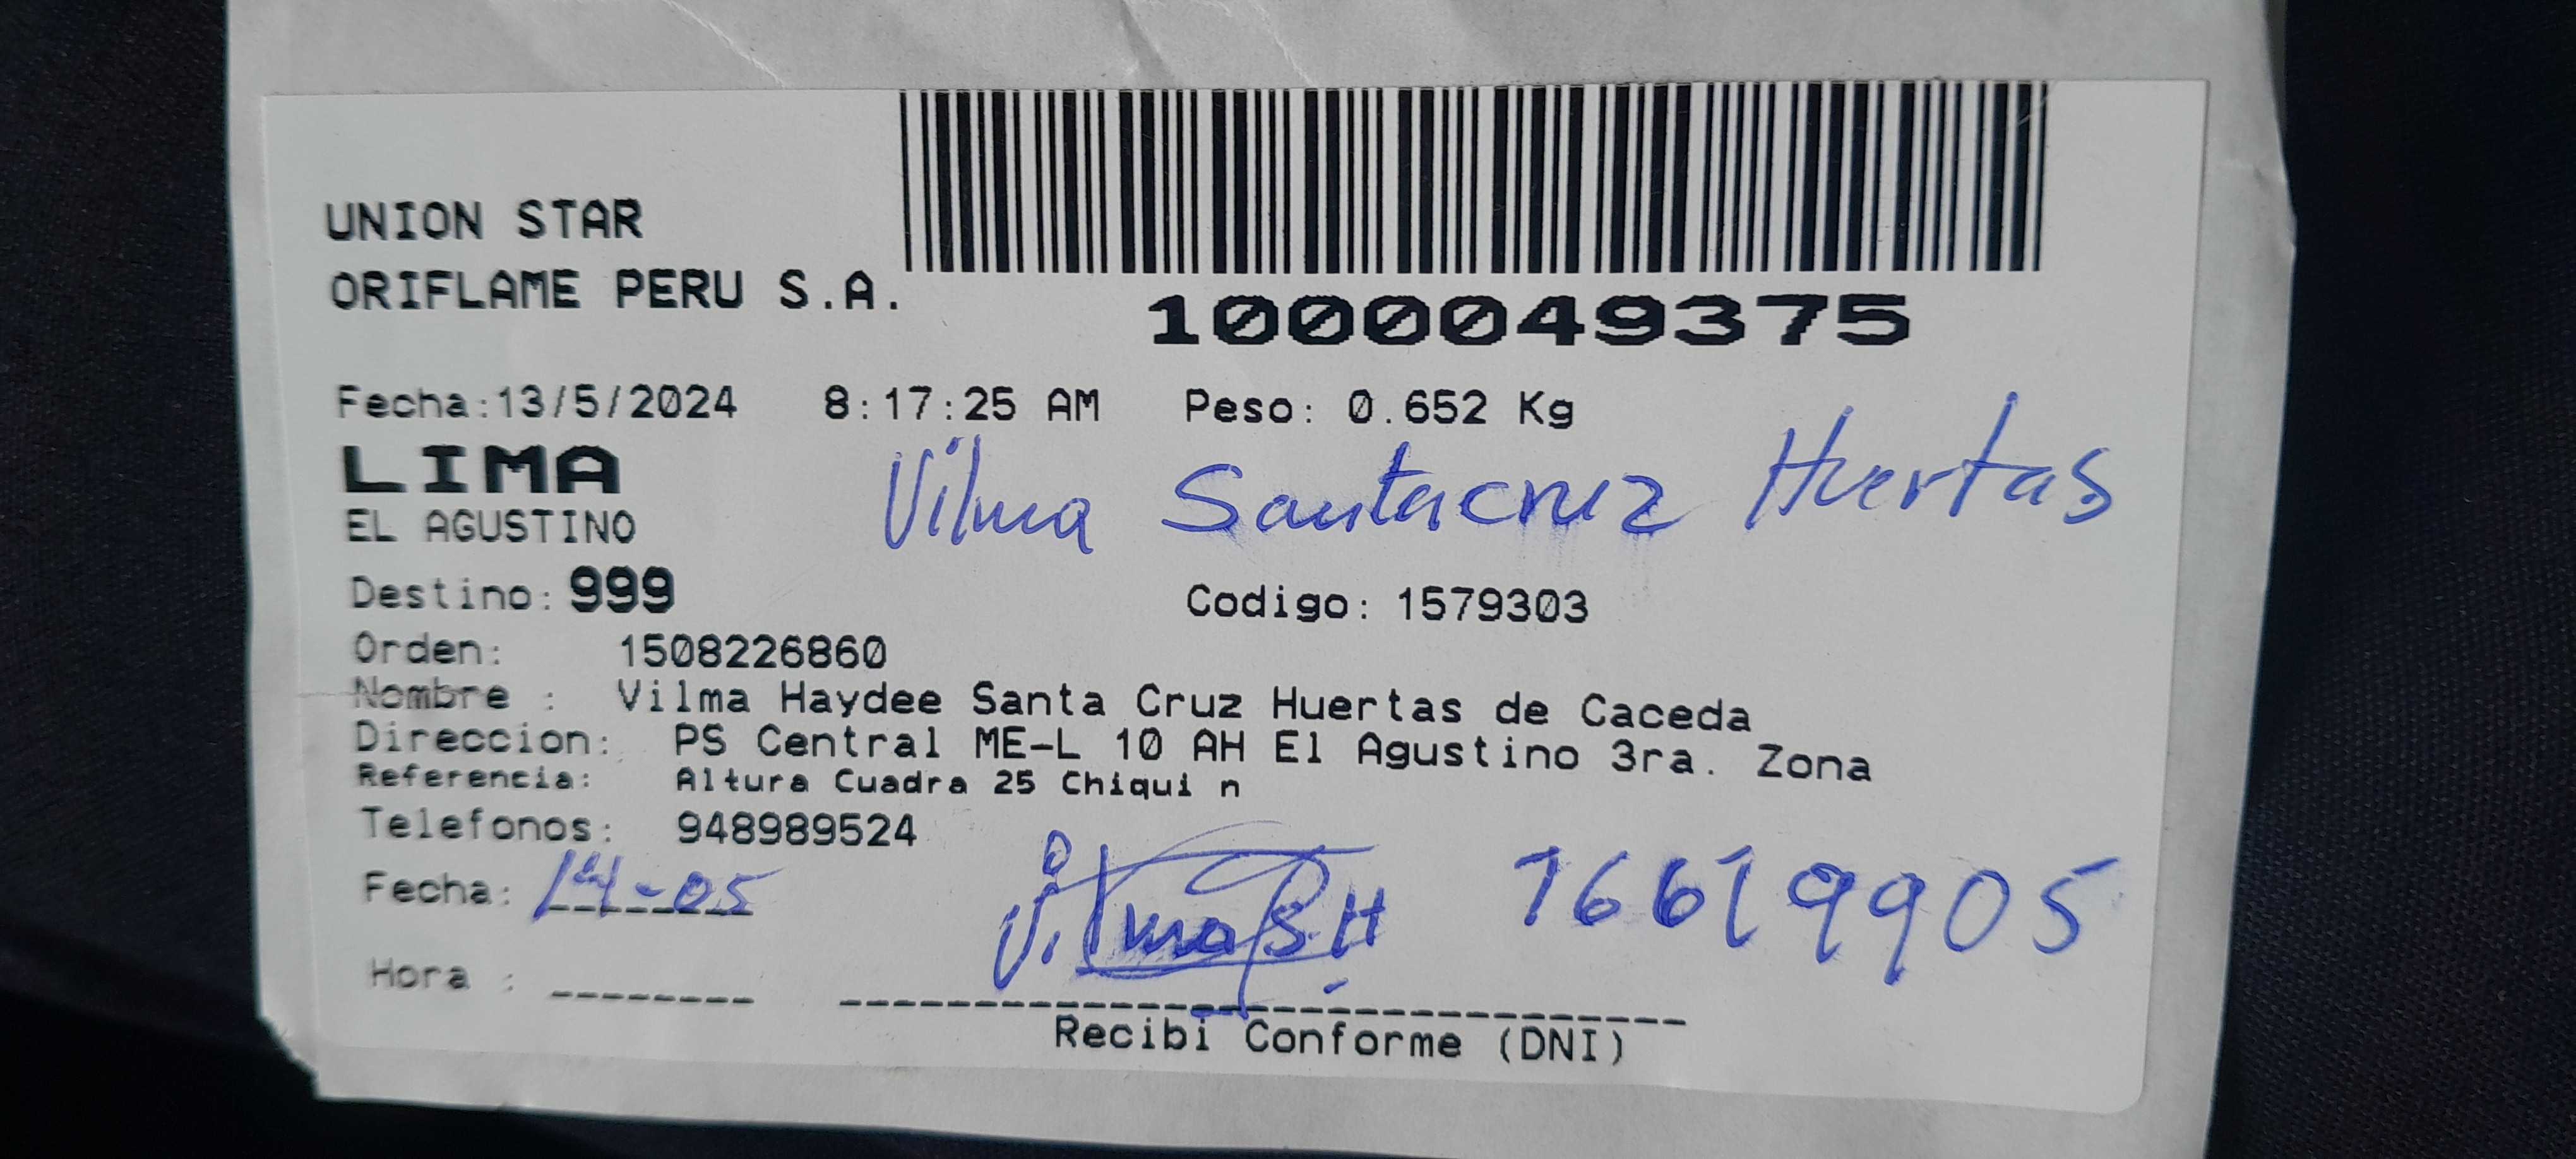 UNION STAR
ORIFLAME PERU S.A.
1000049375
Fecha:13/5/2024 8:17:25 AM Peso: 0.652 Kg
LIMA
Vilma Santacruz Huertas
EL AGUSTINO
Destino: 999 Codigo: 1579303
Orden: 1508226860
Nombre : Vilma Haydee Santa Cruz Huertas de Caceda
Direccion: PS Central ME-L 10 AH El Agustino 3ra. Zona
Referencia: Altura Cuadra 25 Chiqui n
Telefonos: 948989524
Fecha: 14-05
Vilma S H 16619905
Hora :
Recibi Conforme (DNI)